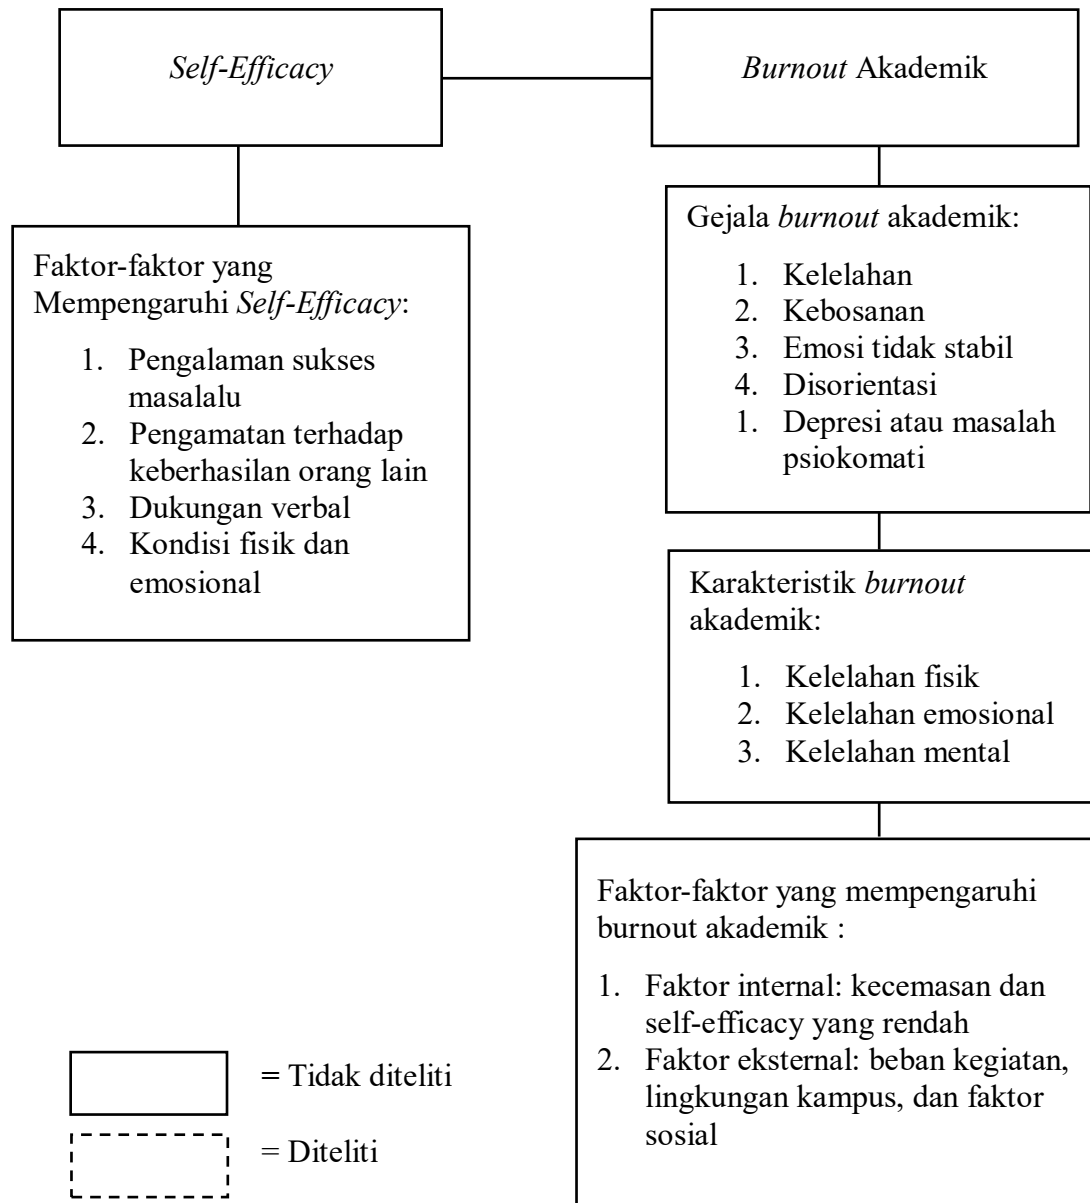 Self-Efficacy
Burnout Akademik
Faktor-faktor yang
Mempengaruhi Self-Efficacy:
1. Pengalaman sukses
masalalu
2. Pengamatan terhadap
keberhasilan orang lain
3. Dukungan verbal
4. Kondisi fisik dan
emosional
Gejala burnout akademik:
1. Kelelahan
2. Kebosanan
3. Emosi tidak stabil
4. Disorientasi
1. Depresi atau masalah
psiokomati
Karakteristik burnout
akademik:
1. Kelelahan fisik
2. Kelelahan emosional
3. Kelelahan mental
Faktor-faktor yang mempengaruhi
burnout akademik :
1. Faktor internal: kecemasan dan
self-efficacy yang rendah
2. Faktor eksternal: beban kegiatan,
lingkungan kampus, dan faktor
sosial
= Tidak diteliti
= Diteliti